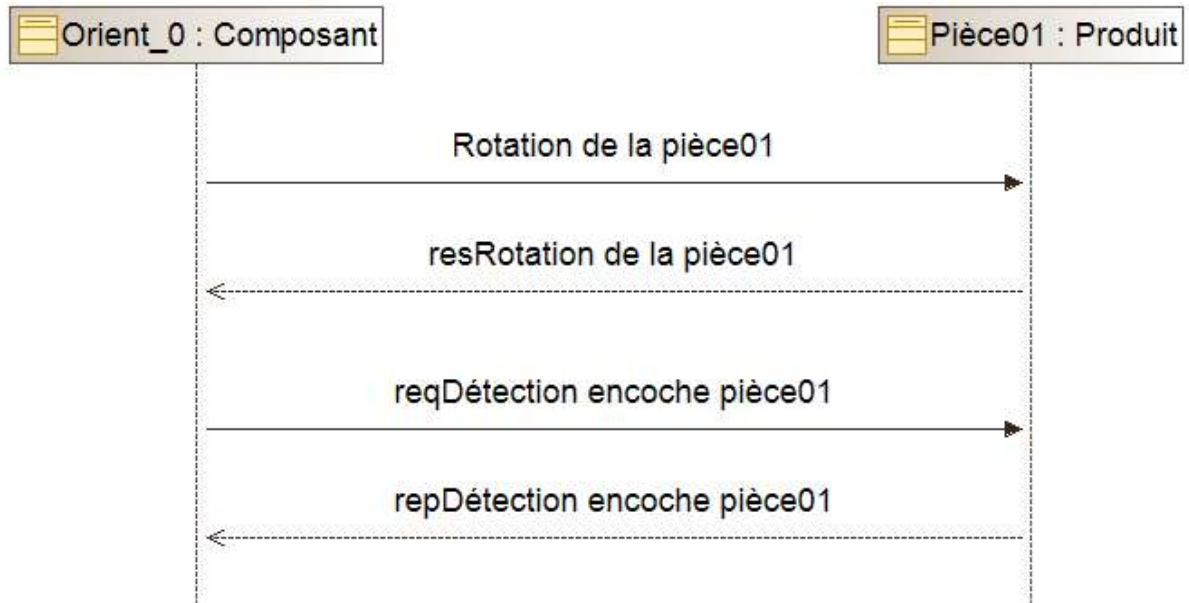 Orient_0 : Composant
Pièce01 : Produit
Rotation de la pièce01
resRotation de la pièce01
reqDétection encoche pièce01
repDétection encoche pièce01